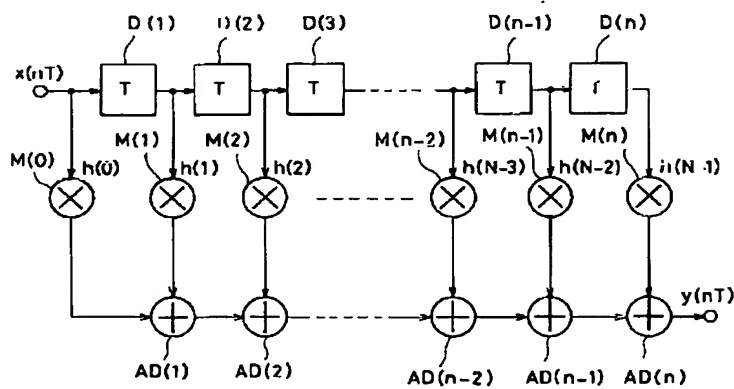 D(1) D(2) D(3) D(n-1) D(n)
x(nT) T T T T T
M(0) M(1) M(2) M(n-2) M(n-1) M(n)
h(0) h(1) h(2) h(N-3) h(N-2) h(N-1)
y(nT)
AD(1) AD(2) AD(n-2) AD(n-1) AD(n)